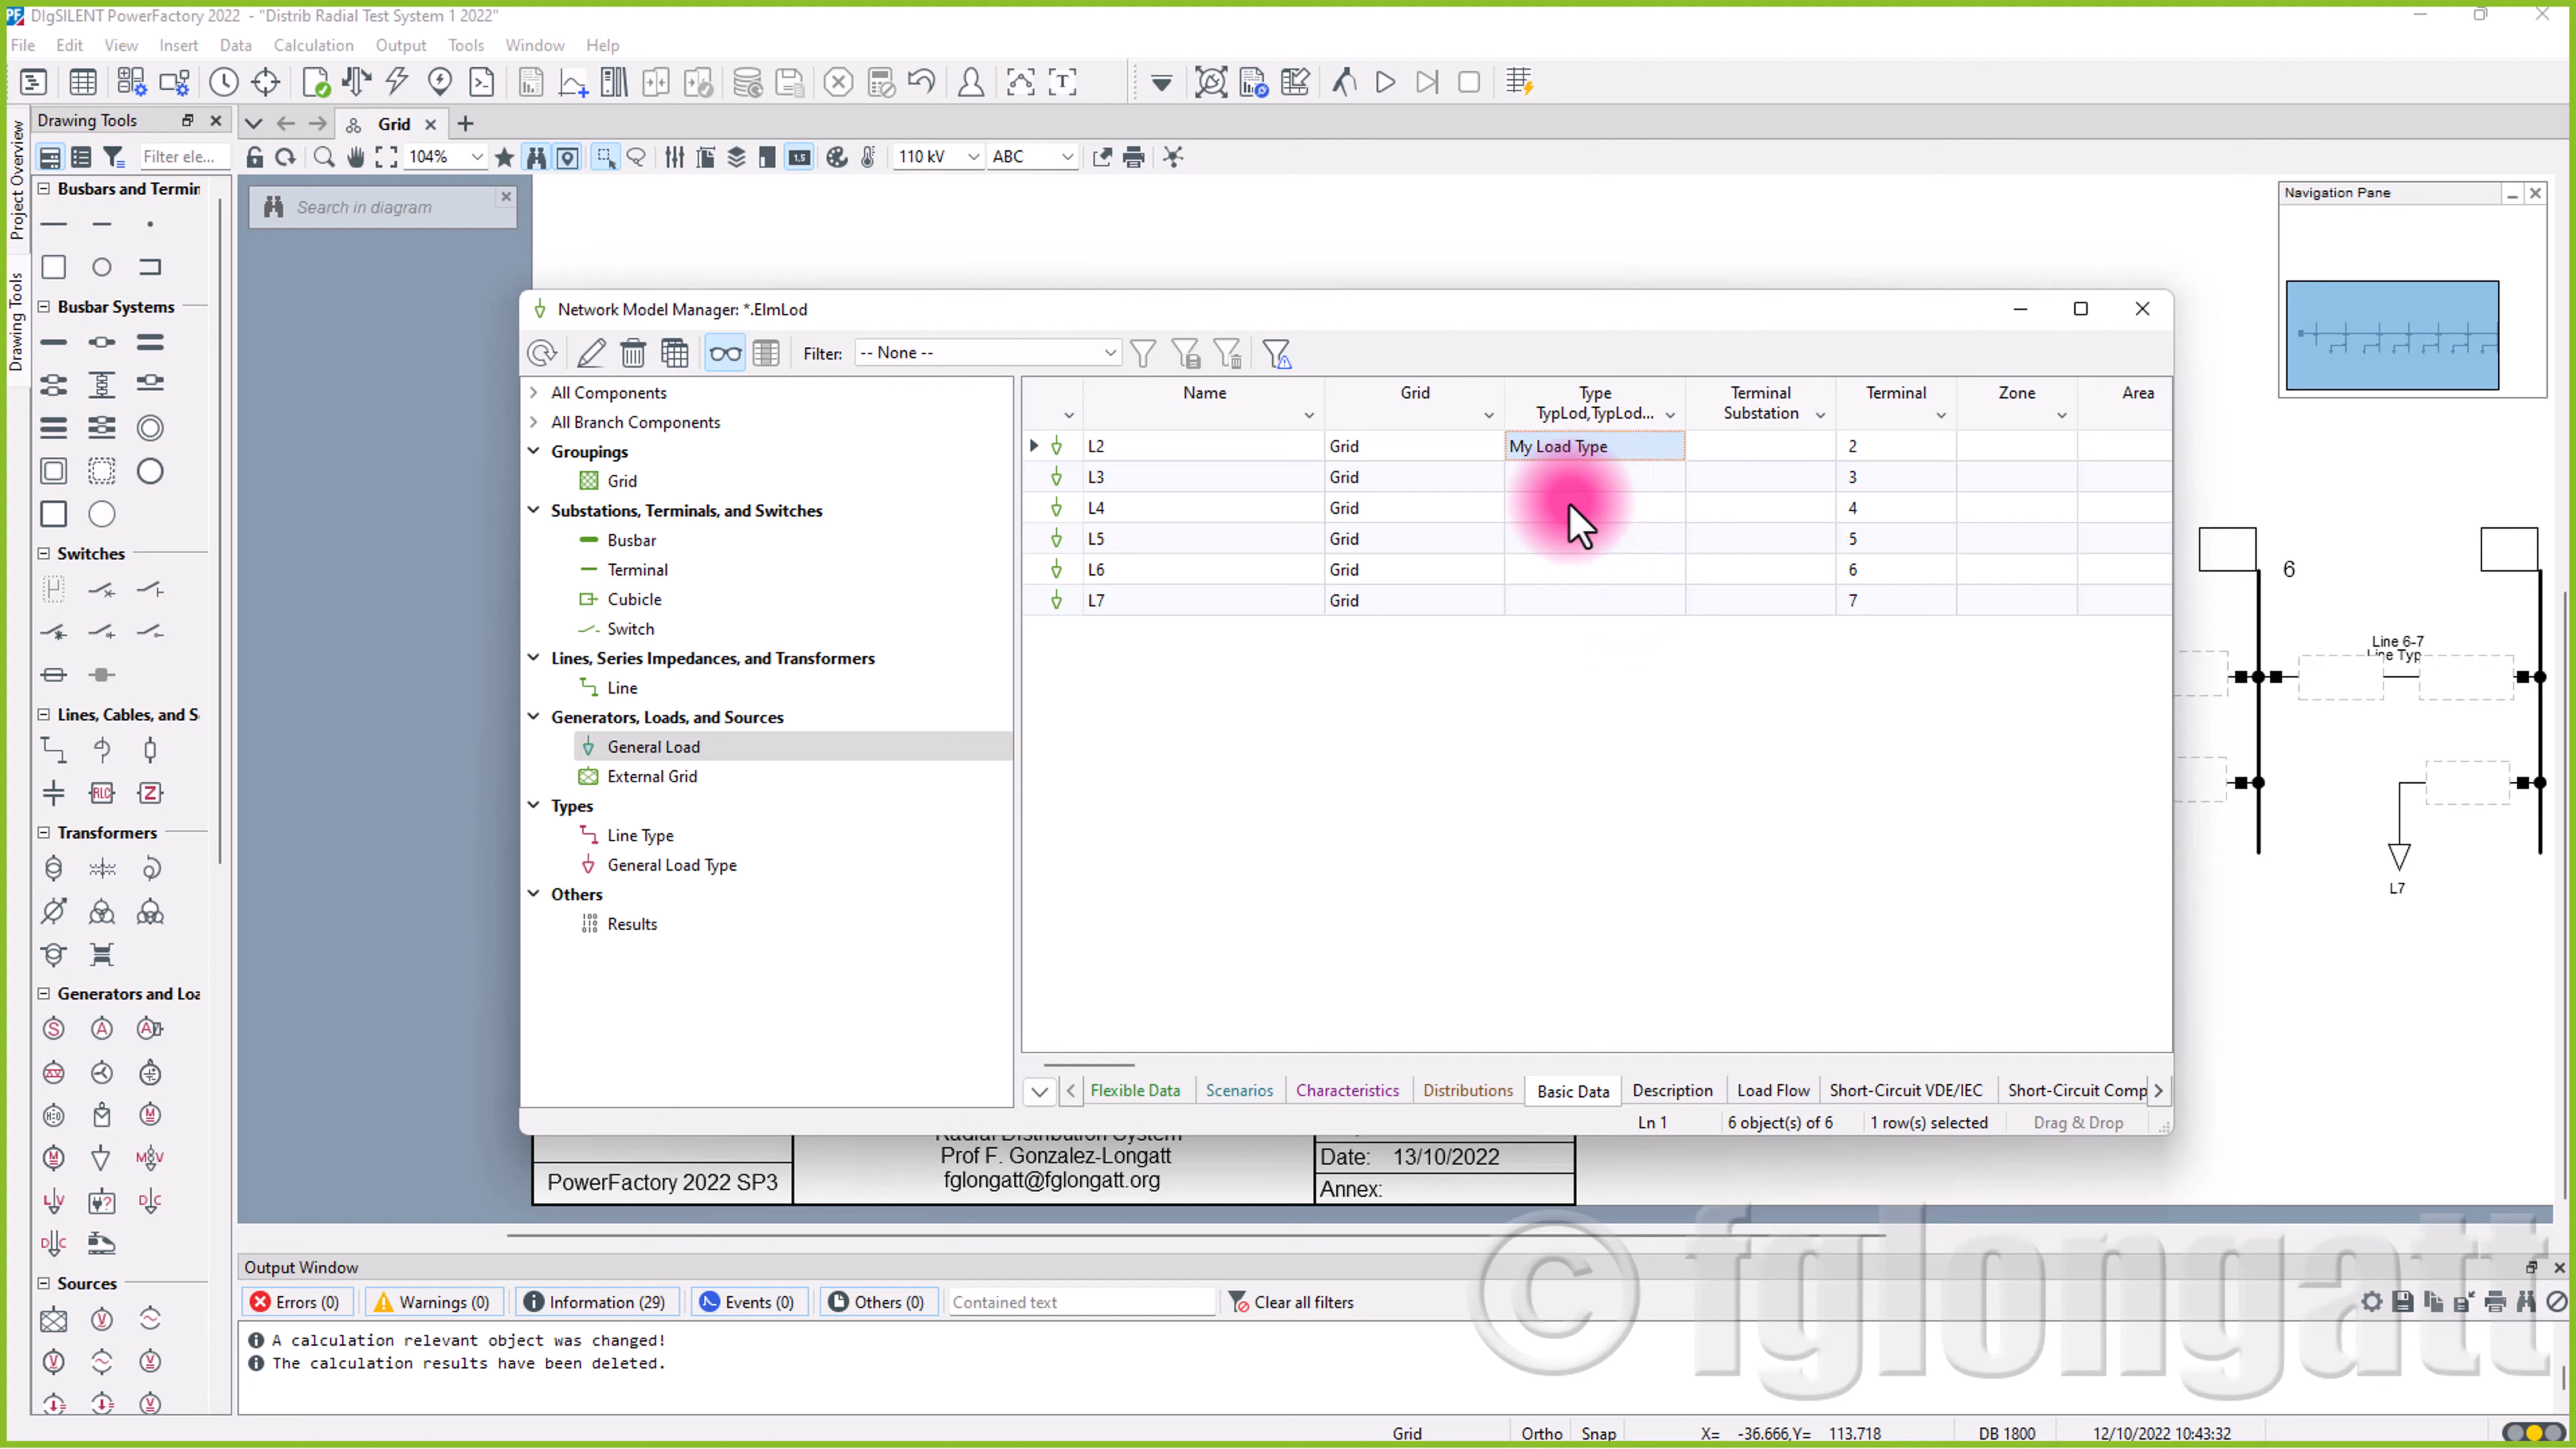 DIgSILENT PowerFactory 2022 - "Distrib Radial Test System 1 2022"
File Edit View Insert Data Calculation Output Tools Window Help
Drawing Tools
Grid
Filter ele...
104%
1.5
110 kV
ABC
Project Overview
Drawing Tools
Busbars and Termin
Busbar Systems
Switches
Lines, Cables, and S
Transformers
Generators and Loa
Sources
Search in diagram
Navigation Pane
Network Model Manager: *.ElmLod
Filter: -- None --
All Components
All Branch Components
Groupings
Grid
Substations, Terminals, and Switches
Busbar
Terminal
Cubicle
Switch
Lines, Series Impedances, and Transformers
Line
Generators, Loads, and Sources
General Load
External Grid
Types
Line Type
General Load Type
Others
Results
Name Grid Type TypLod,TypLod... Terminal Substation Terminal Zone Area
L2 Grid My Load Type 2
L3 Grid 3
L4 Grid 4
L5 Grid 5
L6 Grid 6
L7 Grid 7
Flexible Data Scenarios Characteristics Distributions Basic Data Description Load Flow Short-Circuit VDE/IEC Short-Circuit Comp
Ln 1 6 object(s) of 6 1 row(s) selected Drag & Drop
6
Line 6-7
Line Typ
L7
Radial Distribution System
Prof F. Gonzalez-Longatt
fglongatt@fglongatt.org
PowerFactory 2022 SP3
Date: 13/10/2022
Annex:
Output Window
Errors (0) Warnings (0) Information (29) Events (0) Others (0) Contained text Clear all filters
A calculation relevant object was changed!
The calculation results have been deleted.
© fglongatt
Grid Ortho Snap X= -36.666,Y= 113.718 DB 1800 12/10/2022 10:43:32